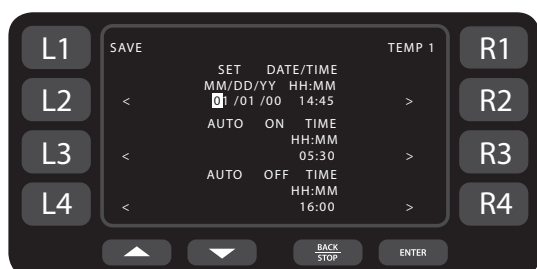 L1 SAVE TEMP 1 R1
SET DATE/TIME
MM/DD/YY HH:MM
L2 < 01 /01 /00 14:45 > R2
AUTO ON TIME
HH:MM
L3 < 05:30 > R3
AUTO OFF TIME
HH:MM
L4 < 16:00 > R4
BACK
STOP
ENTER